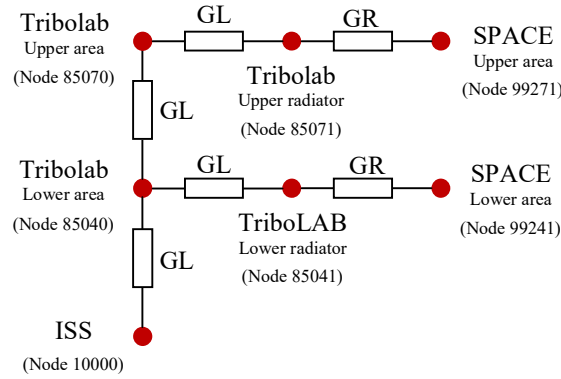 Tribolab
Upper area
(Node 85070)
GL
GR
SPACE
Upper area
(Node 99271)
Tribolab
Upper radiator
(Node 85071)
GL
Tribolab
Lower area
(Node 85040)
GL
GR
SPACE
Lower area
(Node 99241)
TriboLAB
Lower radiator
(Node 85041)
GL
ISS
(Node 10000)